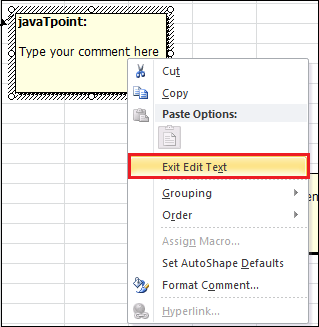 javaTpoint:
Type your comment here
Cut
Copy
Paste Options:
Exit Edit Text
Grouping
Order
Assign Macro...
Set AutoShape Defaults
Format Comment...
Hyperlink...